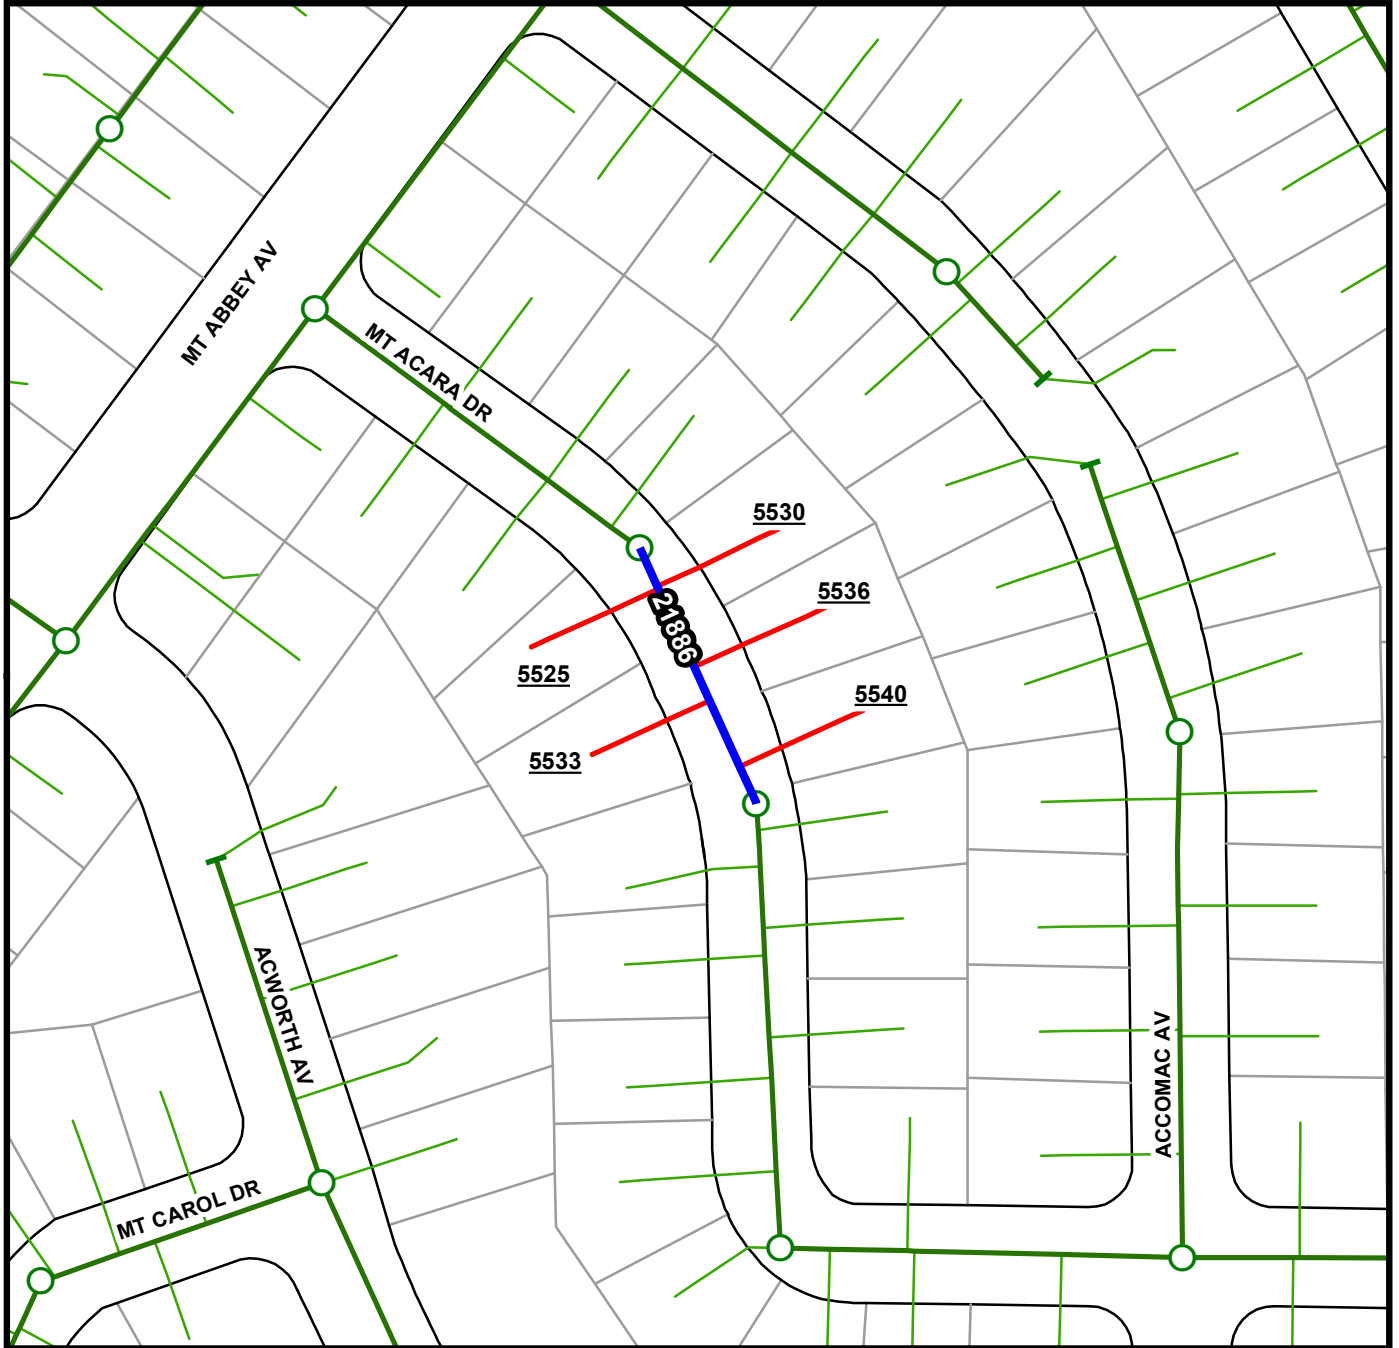 MT ABBEY AV
MT ACARA DR
5530
5536
21886
5525
5540
5533
ACWORTH AV
ACCOMAC AV
MT CAROL DR